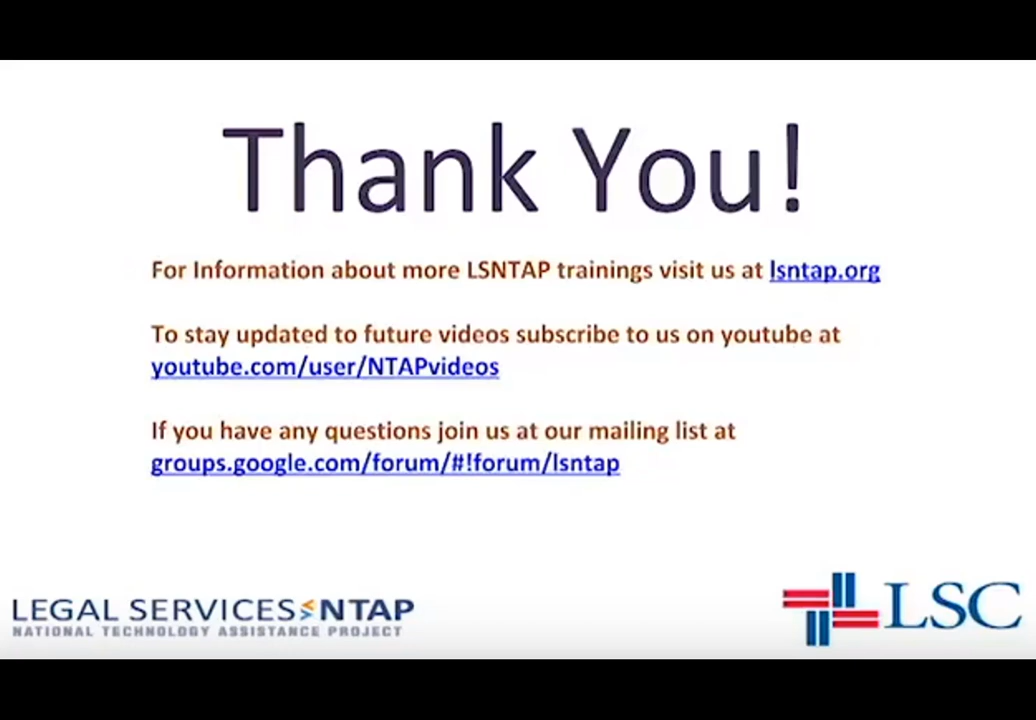 Thank You!
For Information about more LSNTAP trainings visit us at lsntap.org
To stay updated to future videos subscribe to us on youtube at
youtube.com/user/NTAPvideos
If you have any questions join us at our mailing list at
groups.google.com/forum/#!forum/lsntap
LEGAL SERVICES NTAP
NATIONAL TECHNOLOGY ASSISTANCE PROJECT
LSC